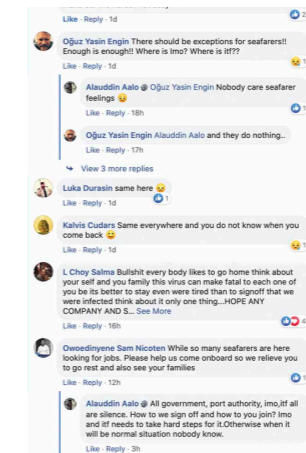 Like · Reply · 1d
2
Oğuz Yasin Engin There should be exceptions for seafarers!!
Enough is enough!! Where is Imo? Where is itf??
1
Like · Reply · 1d
Alauddin Aalo @ Oğuz Yasin Engin Nobody care seafarer
feelings
1
Like · Reply · 18h
Oğuz Yasin Engin Alauddin Aalo and they do nothing..
Like · Reply · 17h
View 3 more replies
Luka Durasin same here
1
Like · Reply · 1d
Kalvis Cudars Same everywhere and you do not know when you
come back
1
Like · Reply · 1d
L Choy Salma Bullshit every body likes to go home think about
your self and you family this virus can make fatal to each one of
you be its better to stay even were tired than to signoff that we
were infected think about it only one thing...HOPE ANY
COMPANY AND S... See More
4
Like · Reply · 16h
Owoedinyene Sam Nicoten While so many seafarers are here
looking for jobs. Please help us come onboard so we relieve you
to go rest and also see your families
1
Like · Reply · 12h
Alauddin Aalo @ All government, port authority, imo,itf all
are silence. How to we sign off and how to you join? Imo
and itf needs to take hard steps for it.Otherwise when it
will be normal situation nobody know.
Like · Reply · 3h